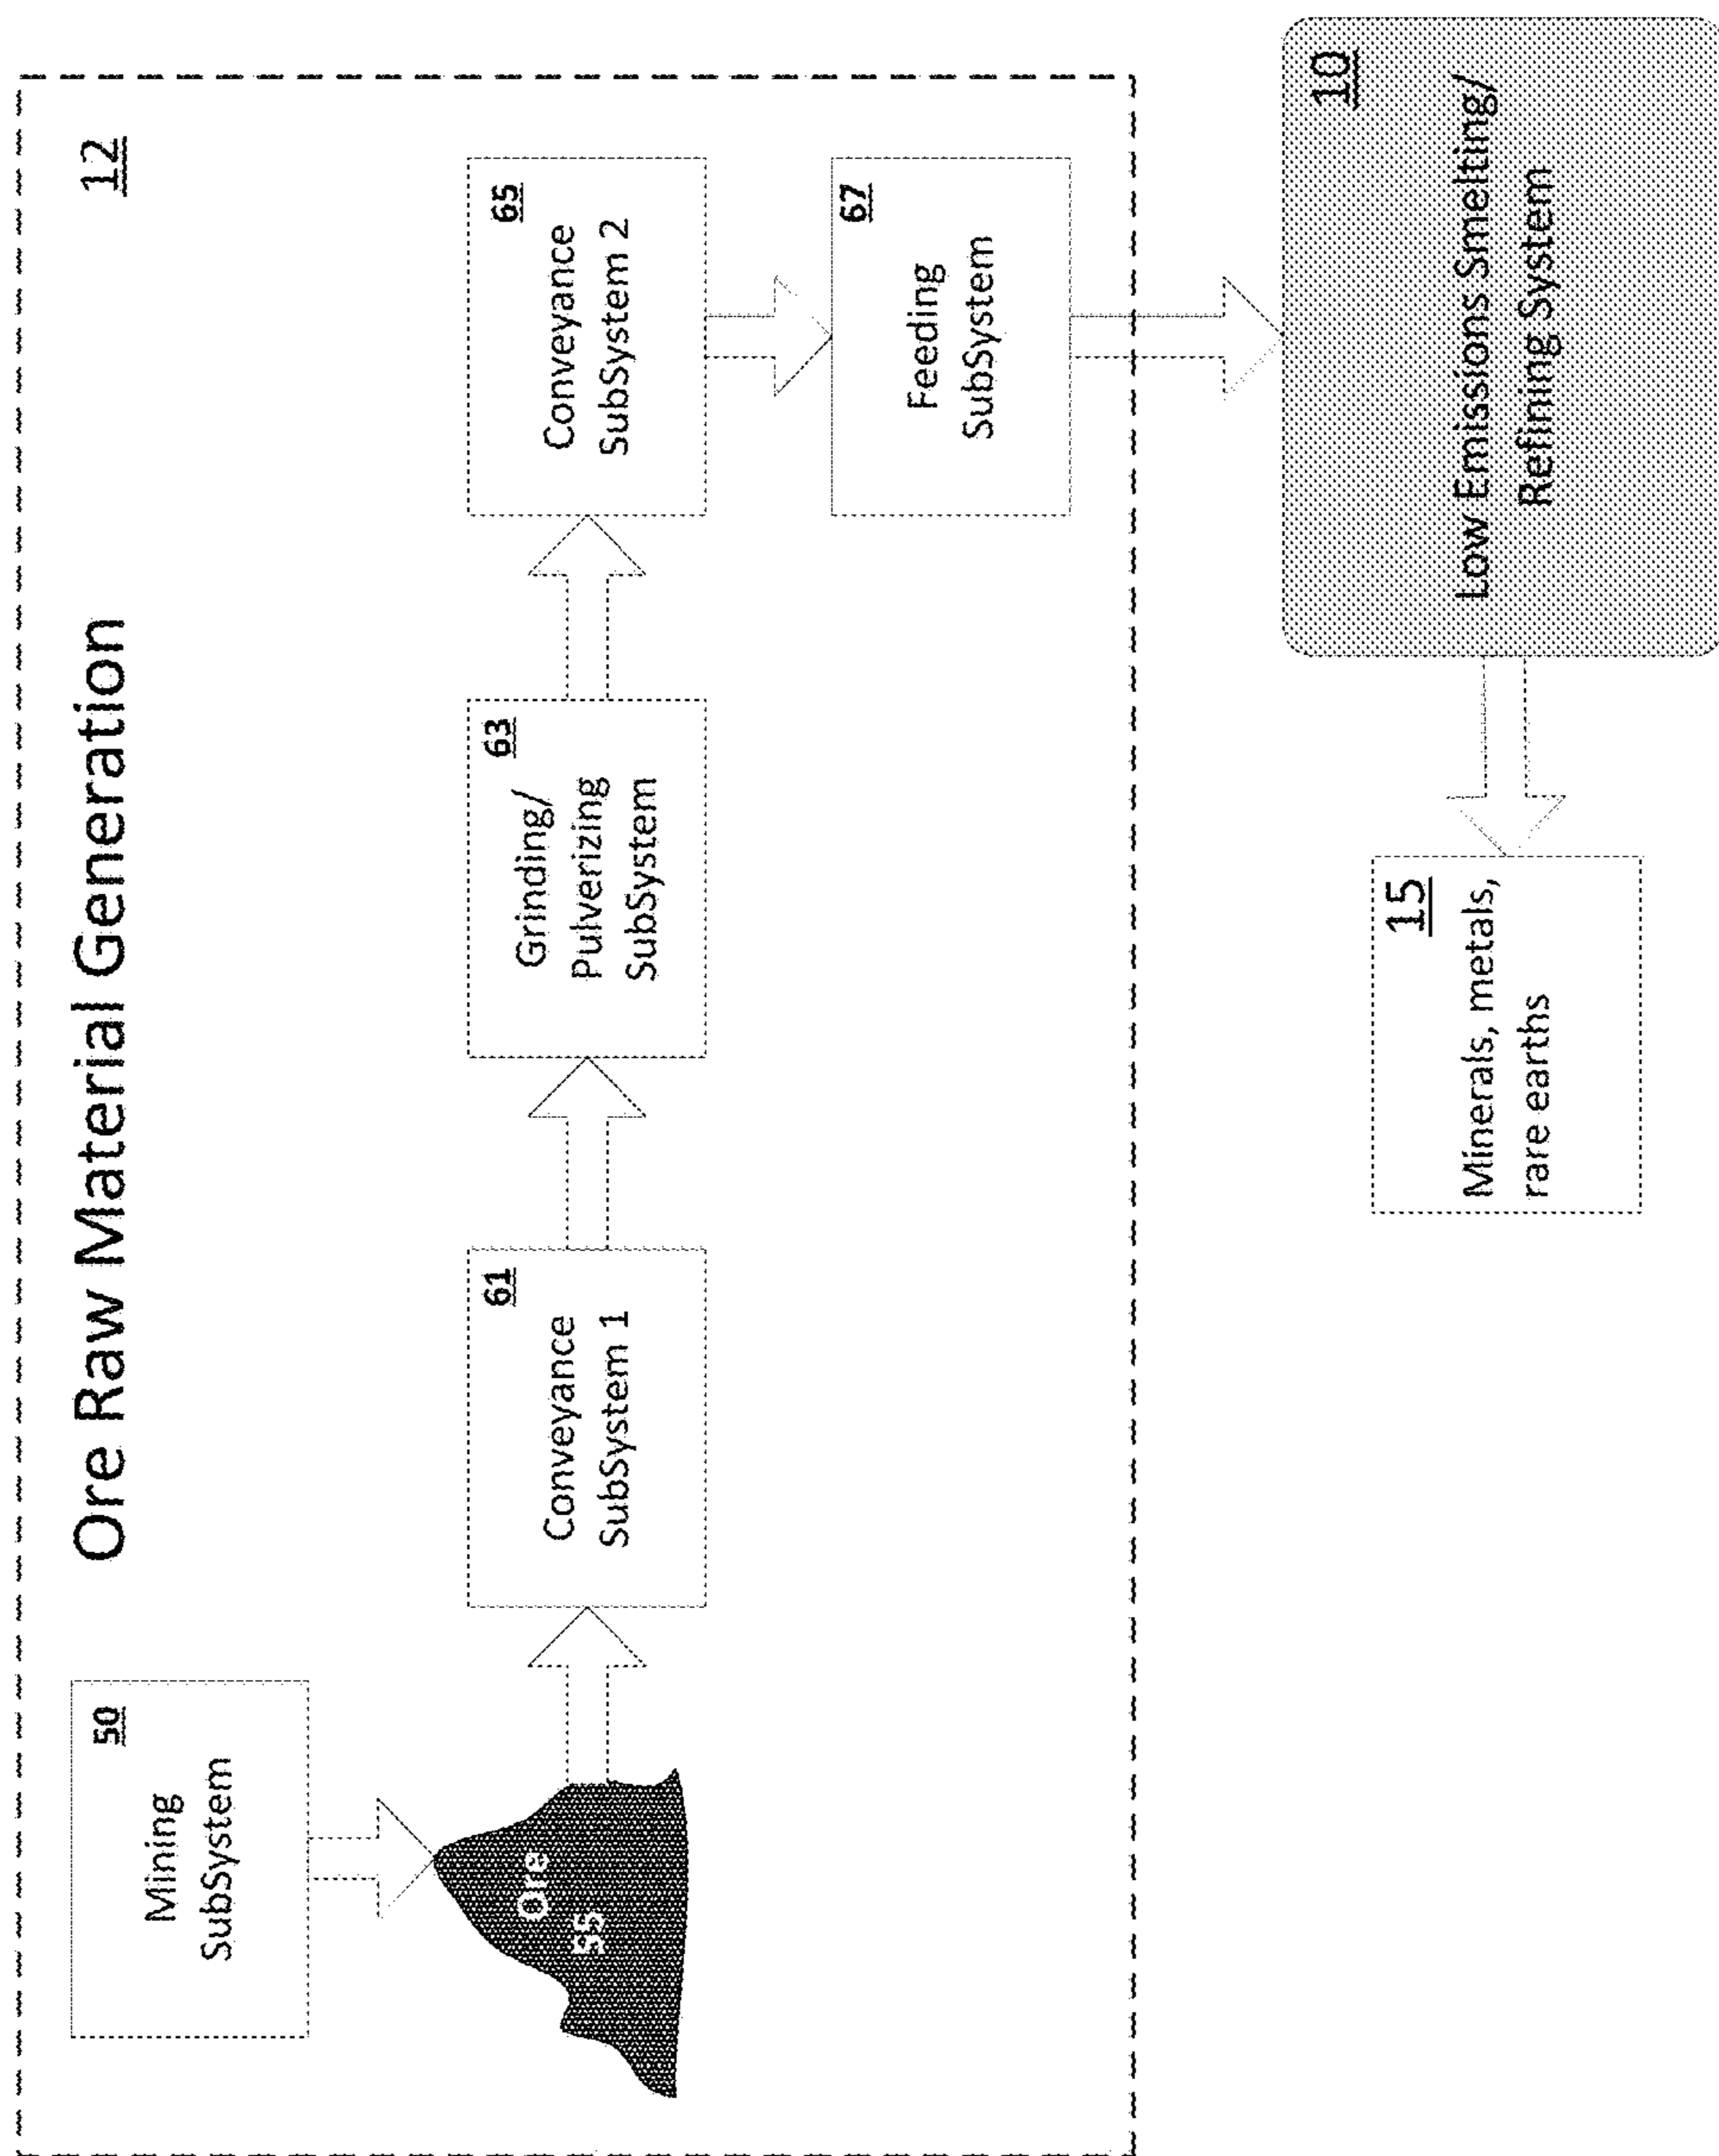 Ore Raw Material Generation
12
50
Mining
SubSystem
Ore
55
61
Conveyance
SubSystem 1
63
Grinding/
Pulverizing
SubSystem
65
Conveyance
SubSystem 2
67
Feeding
SubSystem
10
Low Emissions Smelting/
Refining System
15
Minerals, metals,
rare earths